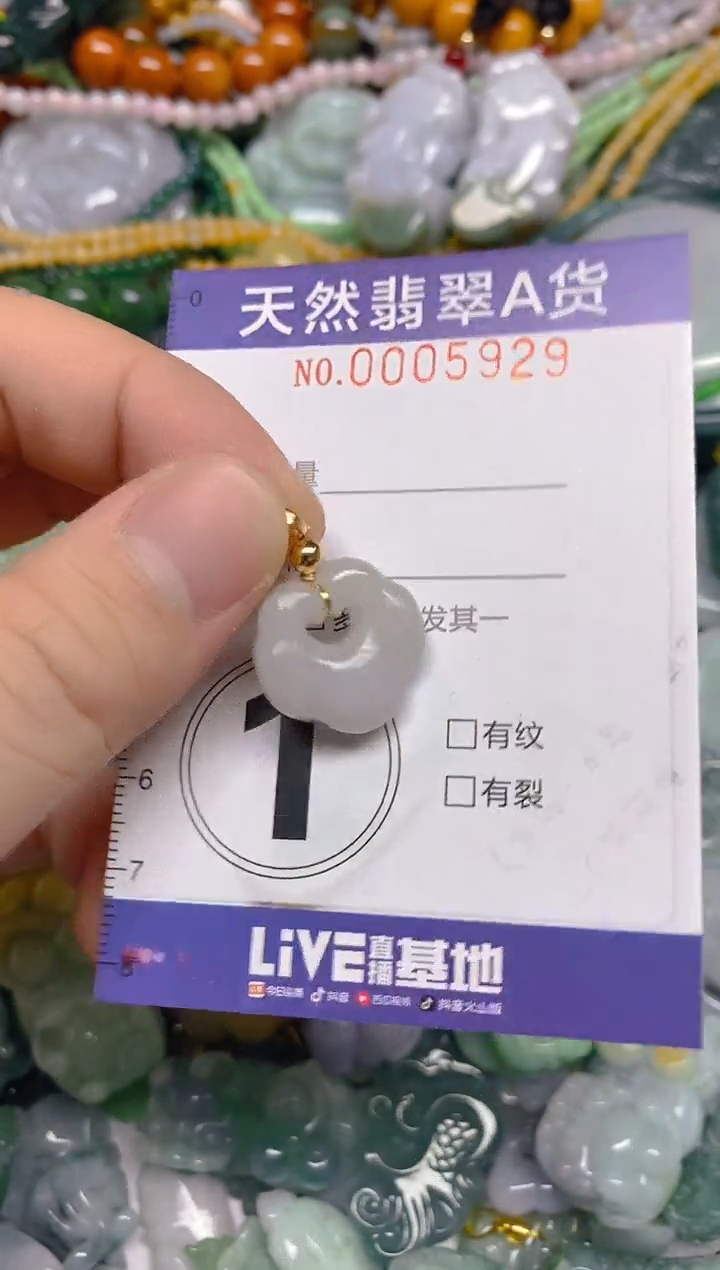 0
天然翡翠A货
NO.0005929
量
发其一
1
□有纹
□有裂
6
7
8
LiVE直播基地
今日头条 抖音 西瓜视频 抖音火山版